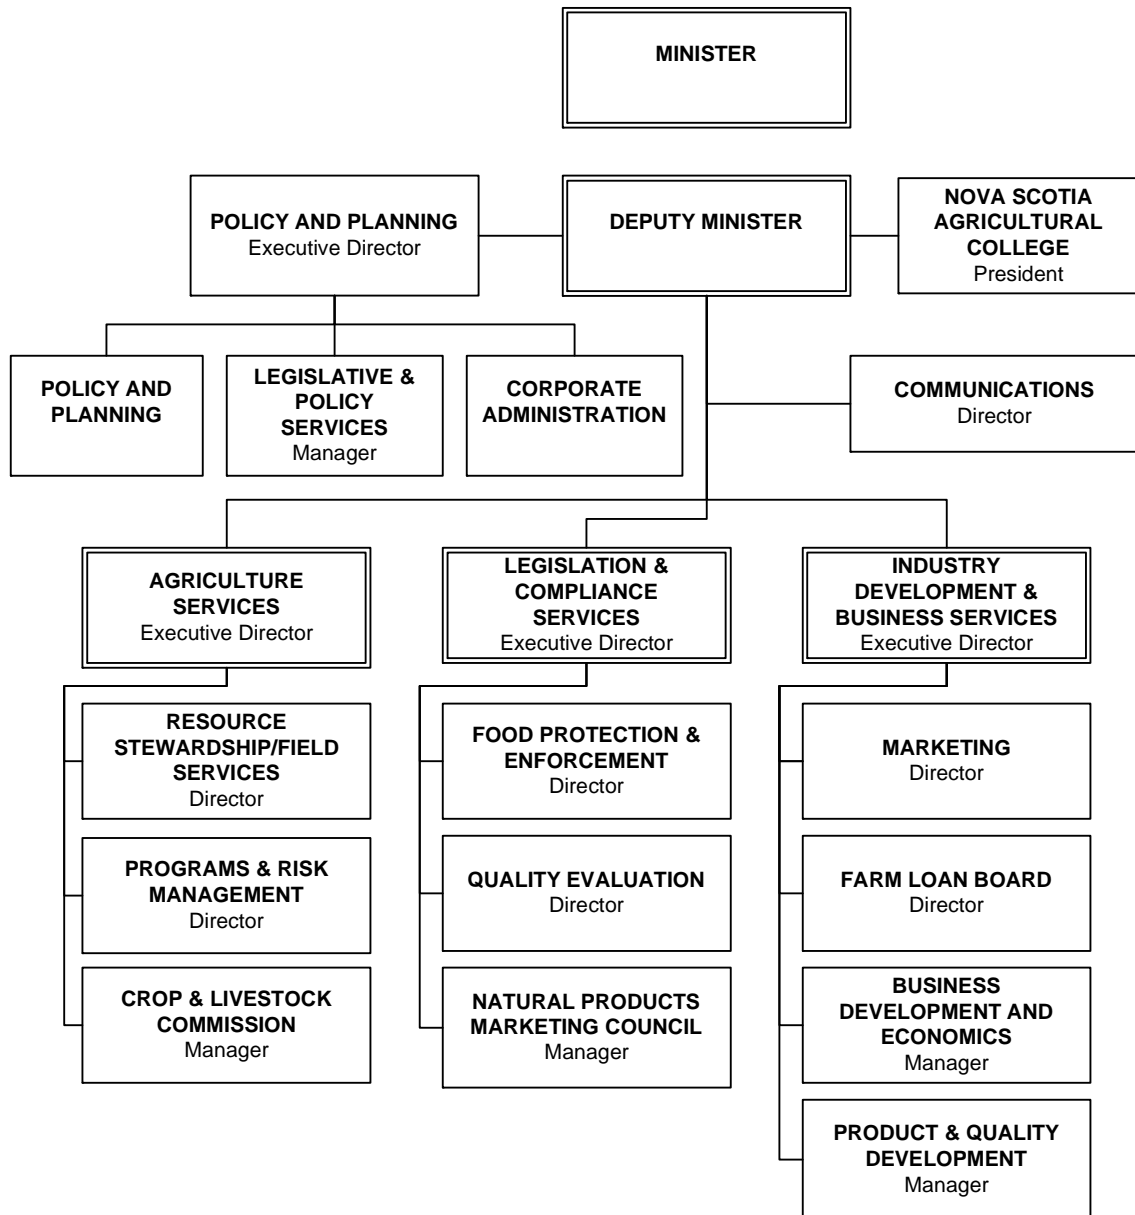 MINISTER
POLICY AND PLANNING
Executive Director
DEPUTY MINISTER
NOVA SCOTIA
AGRICULTURAL
COLLEGE
President
POLICY AND
PLANNING
LEGISLATIVE &
POLICY
SERVICES
Manager
CORPORATE
ADMINISTRATION
COMMUNICATIONS
Director
AGRICULTURE
SERVICES
Executive Director
LEGISLATION &
COMPLIANCE
SERVICES
Executive Director
INDUSTRY
DEVELOPMENT &
BUSINESS SERVICES
Executive Director
RESOURCE
STEWARDSHIP/FIELD
SERVICES
Director
FOOD PROTECTION &
ENFORCEMENT
Director
MARKETING
Director
PROGRAMS & RISK
MANAGEMENT
Director
QUALITY EVALUATION
Director
FARM LOAN BOARD
Director
CROP & LIVESTOCK
COMMISSION
Manager
NATURAL PRODUCTS
MARKETING COUNCIL
Manager
BUSINESS
DEVELOPMENT AND
ECONOMICS
Manager
PRODUCT & QUALITY
DEVELOPMENT
Manager